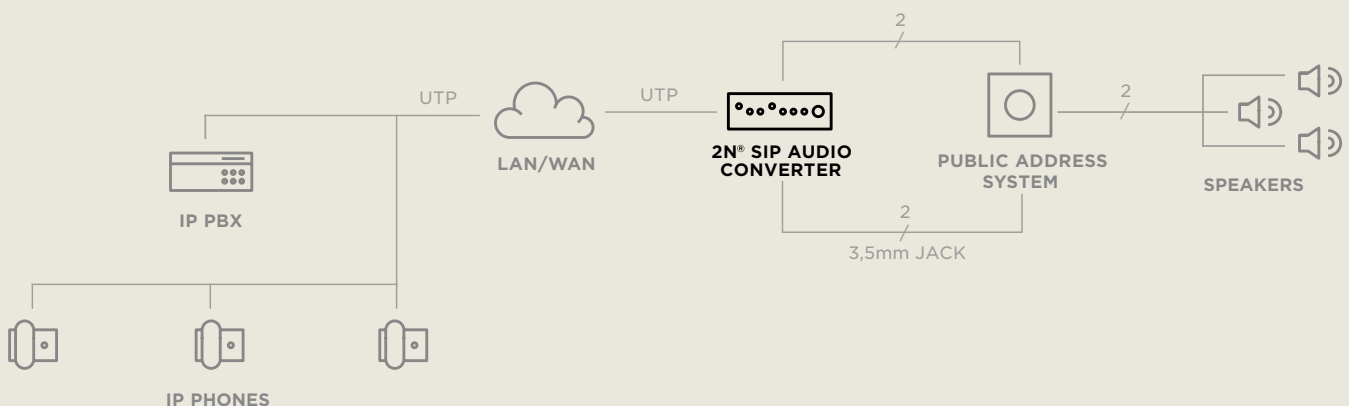 2
UTP
UTP
2
LAN/WAN
2N® SIP AUDIO
CONVERTER
PUBLIC ADDRESS
SYSTEM
SPEAKERS
IP PBX
2
3,5mm JACK
IP PHONES